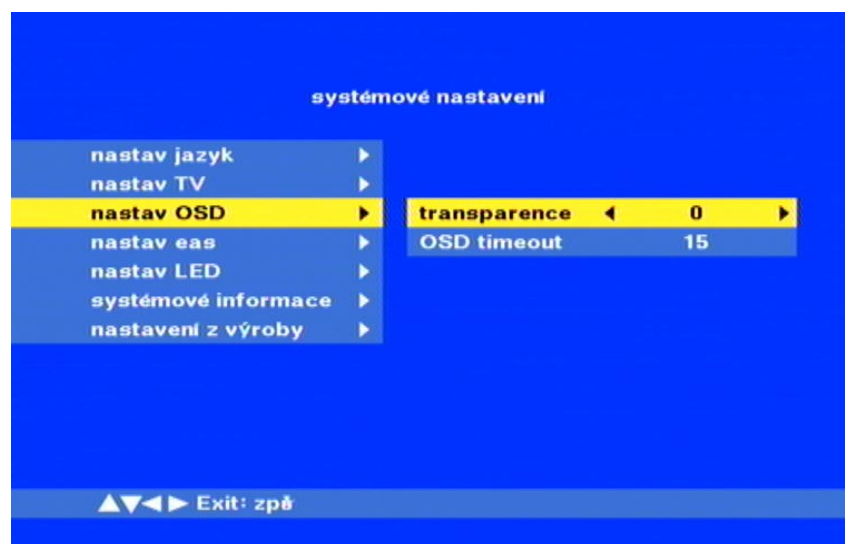 systémové nastavení
nastav jazyk
nastav TV
nastav OSD
transparence 0
nastav eas
OSD timeout 15
nastav LED
systémové informace
nastavení z výroby
Exit: zpě